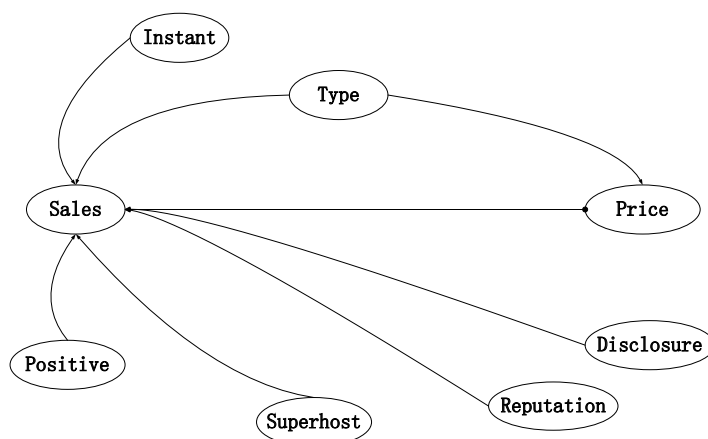 Instant
Type
Sales
Price
Disclosure
Positive
Reputation
Superhost